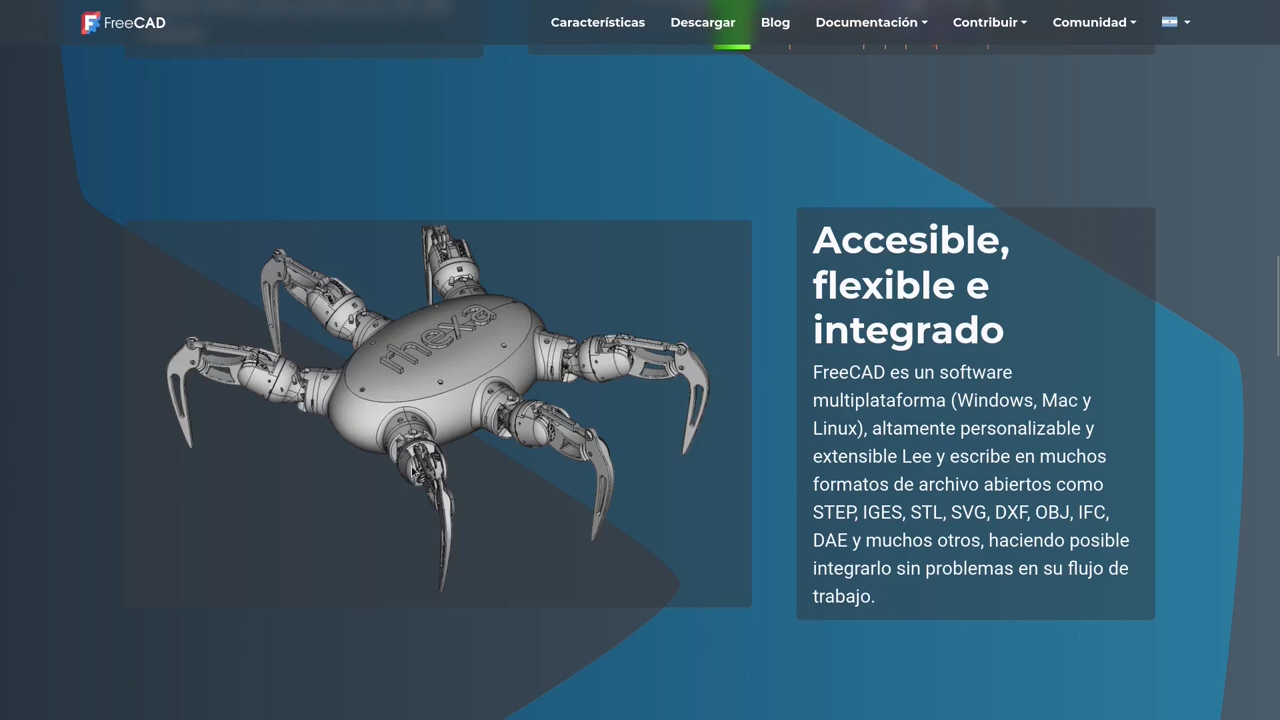 FreeCAD
Características
Descargar
Blog
Documentación
Contribuir
Comunidad
rhexa
Accesible,
flexible e
integrado
FreeCAD es un software
multiplataforma (Windows, Mac y
Linux), altamente personalizable y
extensible Lee y escribe en muchos
formatos de archivo abiertos como
STEP, IGES, STL, SVG, DXF, OBJ, IFC,
DAE y muchos otros, haciendo posible
integrarlo sin problemas en su flujo de
trabajo.